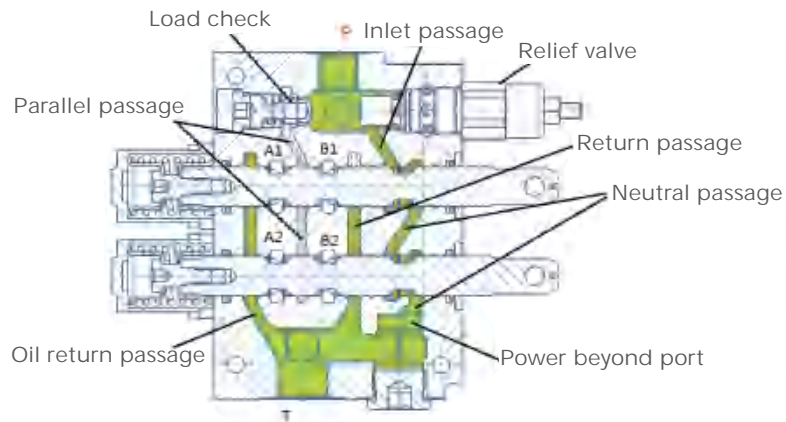 Load check
P
Inlet passage
Relief valve
Parallel passage
A1
B1
Return passage
Neutral passage
A2
B2
Oil return passage
Power beyond port
T